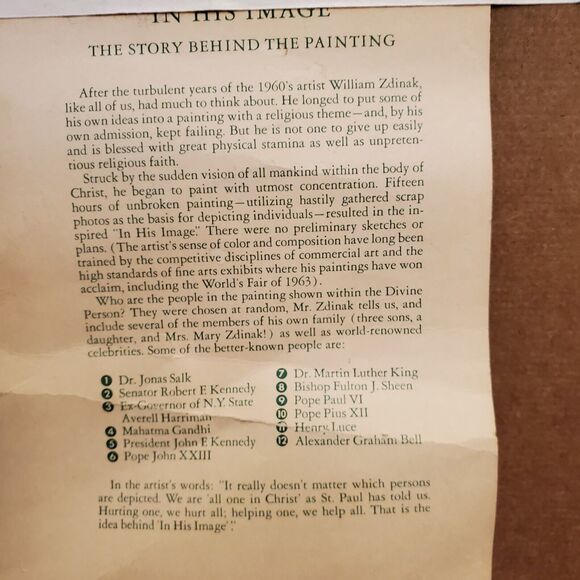 IN HIS IMAGE
THE STORY BEHIND THE PAINTING
After the turbulent years of the 1960's artist William Zdinak,
like all of us, had much to think about. He longed to put some of
his own ideas into a painting with a religious theme—and, by his
own admission, kept failing. But he is not one to give up easily
and is blessed with great physical stamina as well as unpreten-
tious religious faith.
Struck by the sudden vision of all mankind within the body of
Christ, he began to paint with utmost concentration. Fifteen
hours of unbroken painting—utilizing hastily gathered scrap
photos as the basis for depicting individuals—resulted in the in-
spired "In His Image." There were no preliminary sketches or
plans. (The artist's sense of color and composition have long been
trained by the competitive disciplines of commercial art and the
high standards of fine arts exhibits where his paintings have won
acclaim, including the World's Fair of 1963).
Who are the people in the painting shown within the Divine
Person? They were chosen at random, Mr. Zdinak tells us, and
include several of the members of his own family (three sons, a
daughter, and Mrs. Mary Zdinak!) as well as world-renowned
celebrities. Some of the better-known people are:
1 Dr. Jonas Salk
2 Senator Robert F. Kennedy
3 Ex-Governor of N.Y. State
Averell Harriman
4 Mahatma Gandhi
5 President John F. Kennedy
6 Pope John XXIII
7 Dr. Martin Luther King
8 Bishop Fulton J. Sheen
9 Pope Paul VI
10 Pope Pius XII
11 Henry Luce
12 Alexander Graham Bell
In the artist's words: "It really doesn't matter which persons
are depicted. We are 'all one in Christ' as St. Paul has told us.
Hurting one, we hurt all; helping one, we help all. That is the
idea behind 'In His Image'."